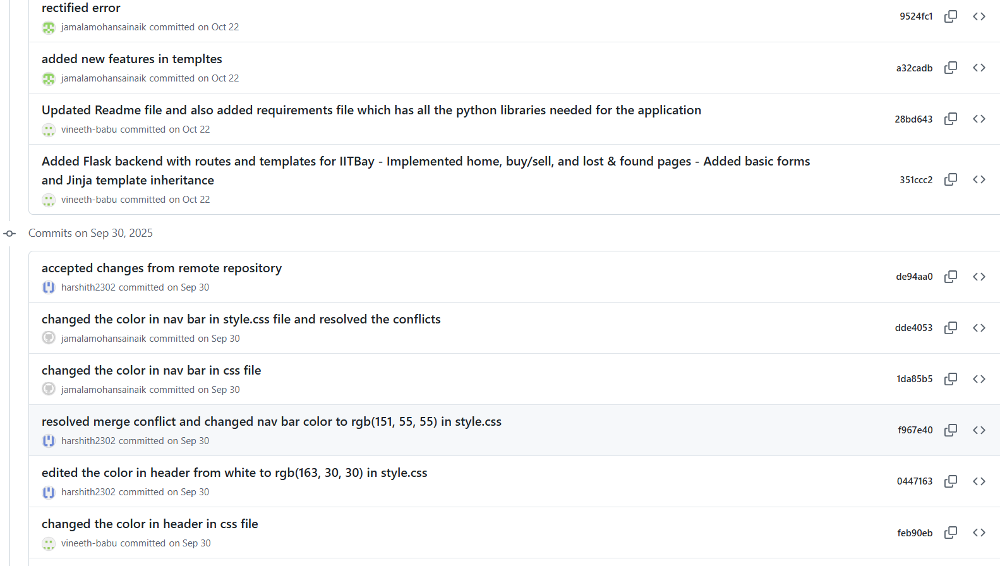 rectified error
jamalamohansainaik committed on Oct 22
9524fc1
added new features in templtes
jamalamohansainaik committed on Oct 22
a32cadb
Updated Readme file and also added requirements file which has all the python libraries needed for the application
vineeth-babu committed on Oct 22
28bd643
Added Flask backend with routes and templates for IITBay - Implemented home, buy/sell, and lost & found pages - Added basic forms
and Jinja template inheritance
vineeth-babu committed on Oct 22
351ccc2
Commits on Sep 30, 2025
accepted changes from remote repository
harshith2302 committed on Sep 30
de94aa0
changed the color in nav bar in style.css file and resolved the conflicts
jamalamohansainaik committed on Sep 30
dde4053
changed the color in nav bar in css file
jamalamohansainaik committed on Sep 30
1da85b5
resolved merge conflict and changed nav bar color to rgb(151, 55, 55) in style.css
harshith2302 committed on Sep 30
f967e40
edited the color in header from white to rgb(163, 30, 30) in style.css
harshith2302 committed on Sep 30
0447163
changed the color in header in css file
vineeth-babu committed on Sep 30
feb90eb